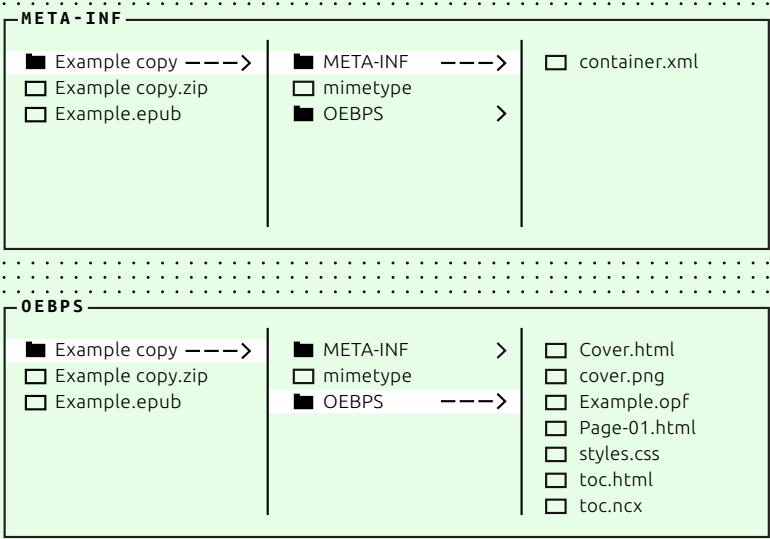 META-INF
Example copy
Example copy.zip
Example.epub
META-INF
mimetype
OEBPS
container.xml
OEBPS
Example copy
Example copy.zip
Example.epub
META-INF
mimetype
OEBPS
Cover.html
cover.png
Example.opf
Page-01.html
styles.css
toc.html
toc.ncx